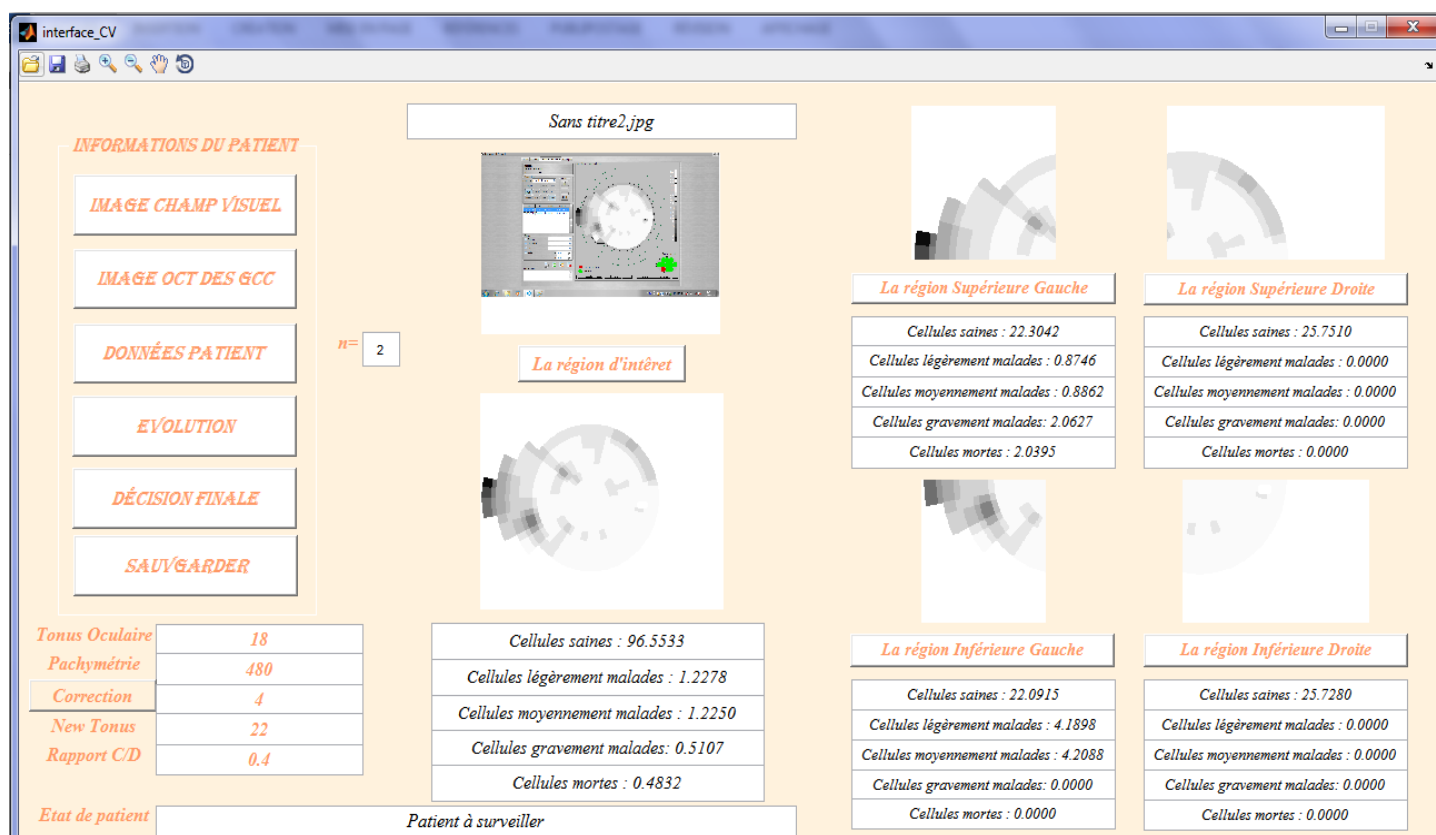 interface_CV
Sans titre2.jpg
INFORMATIONS DU PATIENT
IMAGE CHAMP VISUEL
IMAGE OCT DES GCC
DONNÉES PATIENT
EVOLUTION
DÉCISION FINALE
SAUVGARDER
n= 2
La région d'intêret
Tonus Oculaire 18
Pachymétrie 480
Correction 4
New Tonus 22
Rapport C/D 0.4
Cellules saines : 96.5533
Cellules légèrement malades : 1.2278
Cellules moyennement malades : 1.2250
Cellules gravement malades: 0.5107
Cellules mortes : 0.4832
Etat de patient Patient à surveiller
La région Supérieure Gauche
Cellules saines : 22.3042
Cellules légèrement malades : 0.8746
Cellules moyennement malades : 0.8862
Cellules gravement malades: 2.0627
Cellules mortes : 2.0395
La région Supérieure Droite
Cellules saines : 25.7510
Cellules légèrement malades : 0.0000
Cellules moyennement malades : 0.0000
Cellules gravement malades: 0.0000
Cellules mortes : 0.0000
La région Inférieure Gauche
Cellules saines : 22.0915
Cellules légèrement malades : 4.1898
Cellules moyennement malades : 4.2088
Cellules gravement malades: 0.0000
Cellules mortes : 0.0000
La région Inférieure Droite
Cellules saines : 25.7280
Cellules légèrement malades : 0.0000
Cellules moyennement malades : 0.0000
Cellules gravement malades: 0.0000
Cellules mortes : 0.0000